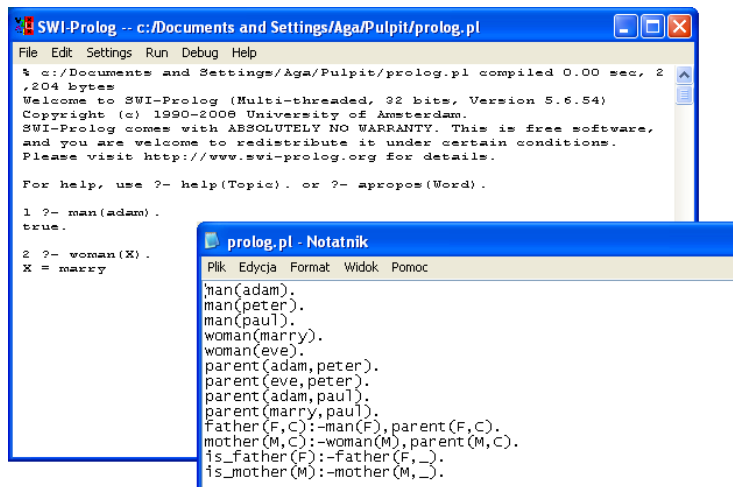 SWI-Prolog -- c:/Documents and Settings/Aga/Pulpit/prolog.pl
File Edit Settings Run Debug Help
% c:/Documents and Settings/Aga/Pulpit/prolog.pl compiled 0.00 sec, 2
,204 bytes
Welcome to SWI-Prolog (Multi-threaded, 32 bits, Version 5.6.54)
Copyright (c) 1990-2008 University of Amsterdam.
SWI-Prolog comes with ABSOLUTELY NO WARRANTY. This is free software,
and you are welcome to redistribute it under certain conditions.
Please visit http://www.swi-prolog.org for details.
For help, use ?- help(Topic). or ?- apropos(Word).
1 ?- man(adam).
true.
2 ?- woman(X).
X = marry
prolog.pl - Notatnik
Plik Edycja Format Widok Pomoc
man(adam).
man(peter).
man(paul).
woman(marry).
woman(eve).
parent(adam,peter).
parent(eve,peter).
parent(adam,paul).
parent(marry,paul).
father(F,C):-man(F),parent(F,C).
mother(M,C):-woman(M),parent(M,C).
is_father(F):-father(F,_).
is_mother(M):-mother(M,_).